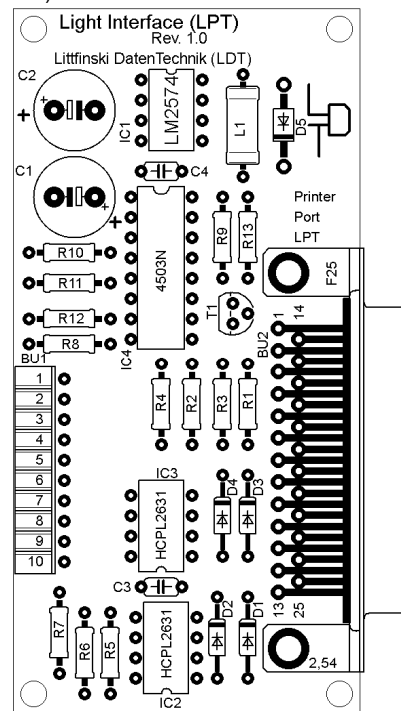 Light Interface (LPT)
Rev. 1.0
Littfinski DatenTechnik (LDT)
C2
+
+
IC1
LM2574
L1
D5
C1
+
+
C4
4503N
IC4
R9
R13
Printer
Port
LPT
R10
R11
R12
R8
T1
F25
BU2
1
14
BU1
1
2
3
4
5
6
7
8
9
10
R4
R2
R3
R1
IC3
HCPL2631
D4
D3
C3
R7
R6
R5
HCPL2631
IC2
D2
D1
13
25
2,54